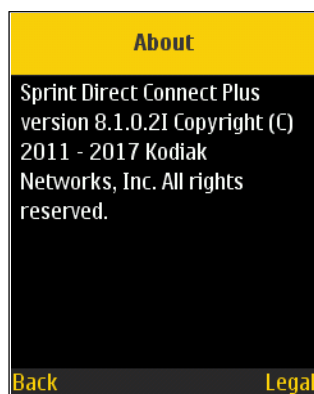 About
Sprint Direct Connect Plus
version 8.1.0.2I Copyright (C)
2011 - 2017 Kodiak
Networks, Inc. All rights
reserved.
Back Legal